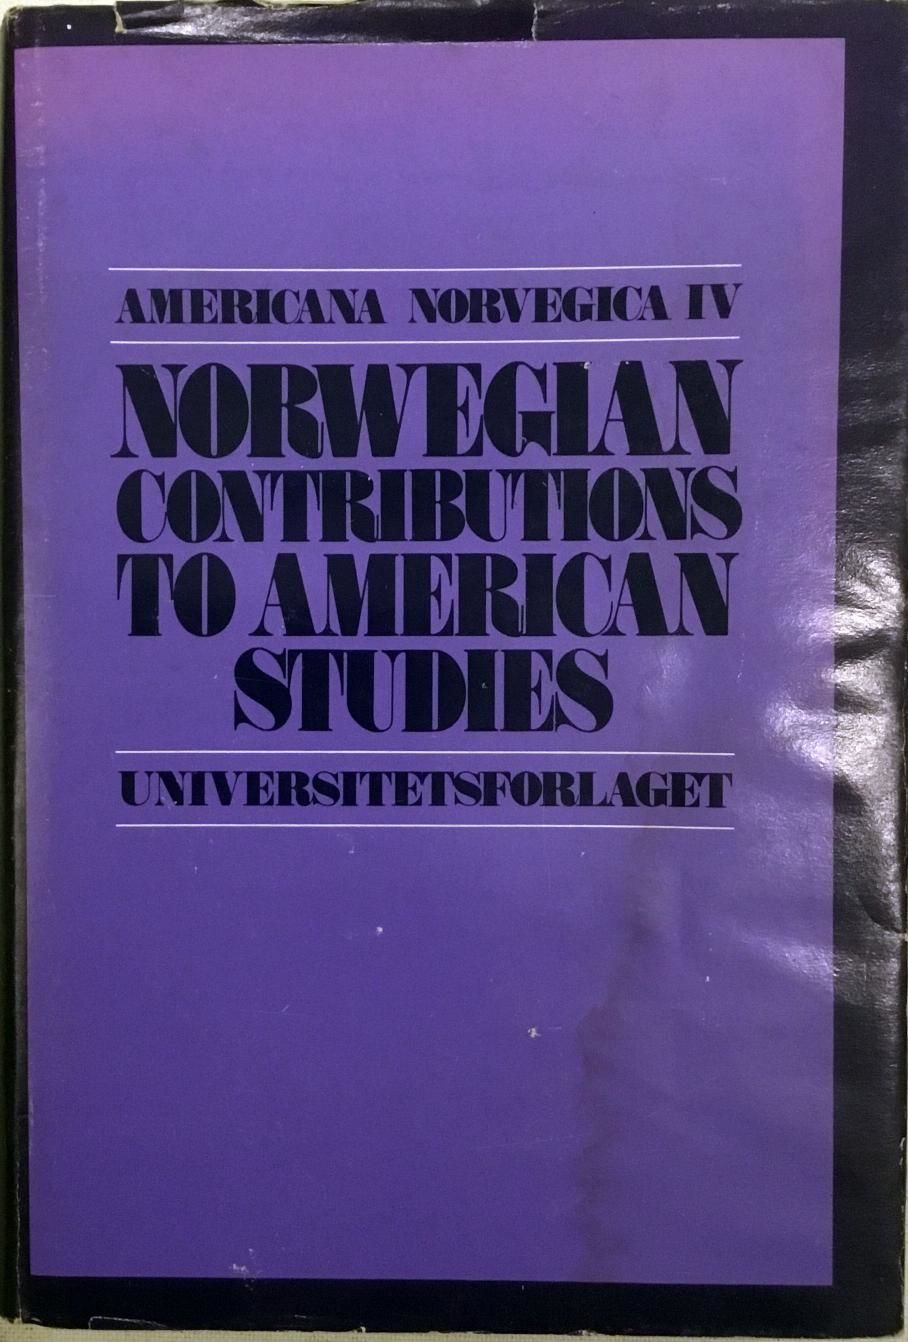 AMERICANA NORVEGICA IV
NORWEGIAN
CONTRIBUTIONS
TO AMERICAN
STUDIES
UNIVERSITETSFORLAGET